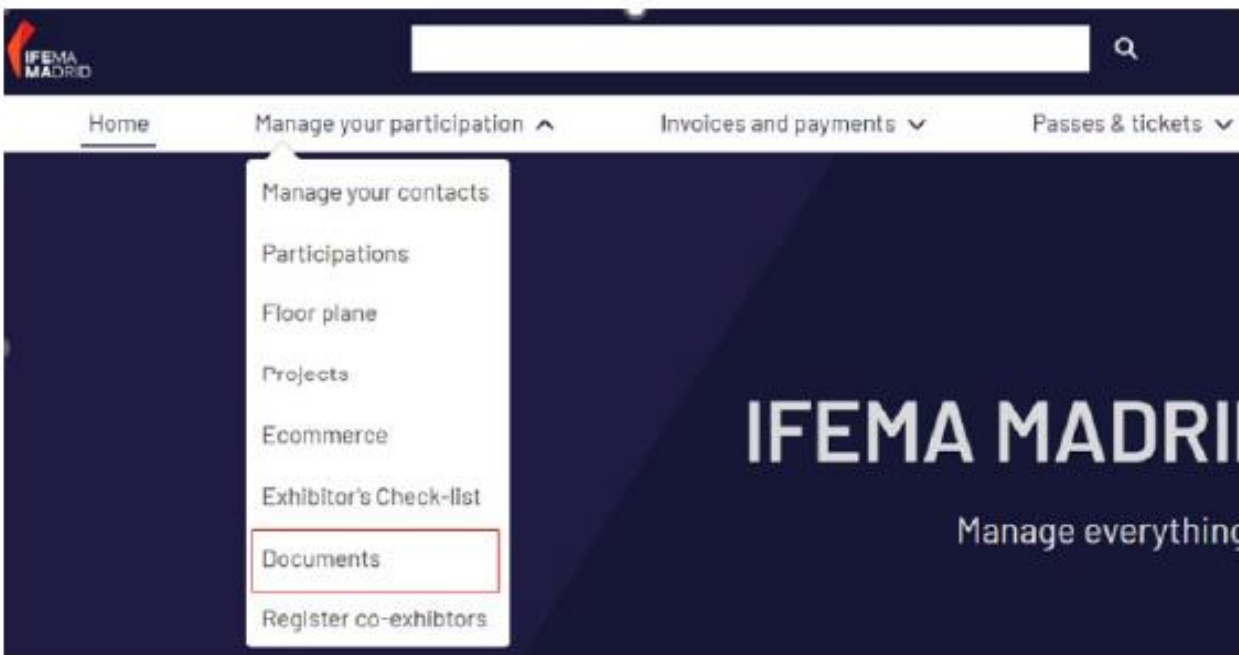 IFEMA
MADRID
Home Manage your participation Invoices and payments Passes & tickets
Manage your contacts
Participations
Floor plane
Projects
Ecommerce
Exhibitor's Check-list
Documents
Register co-exhibtors
IFEMA MADRI
Manage everything